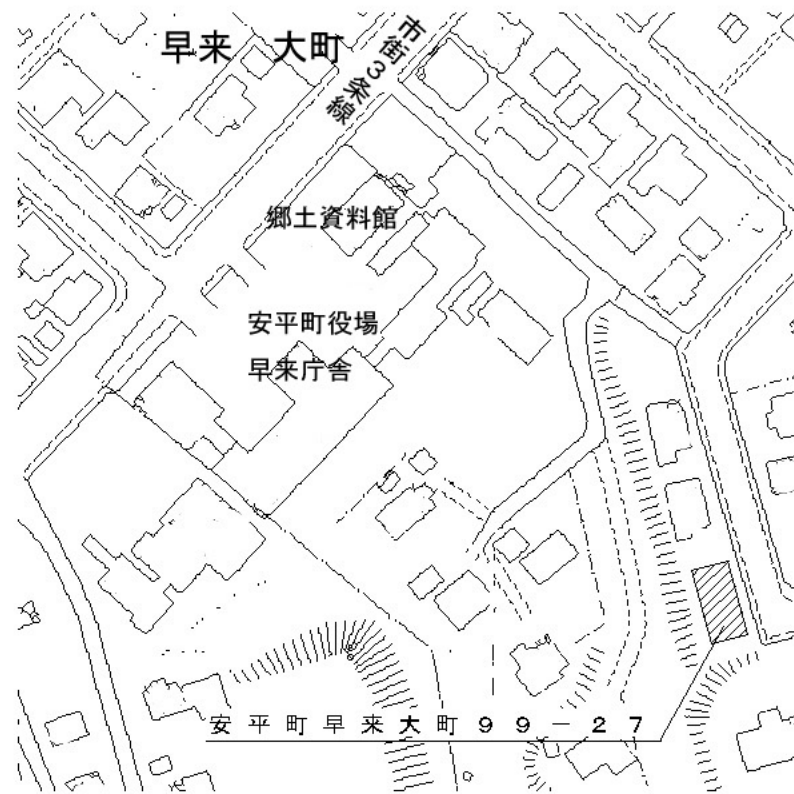 早来　大町
市街3条線
郷土資料館
安平町役場
早来庁舎
安平町早来大町９９－２７